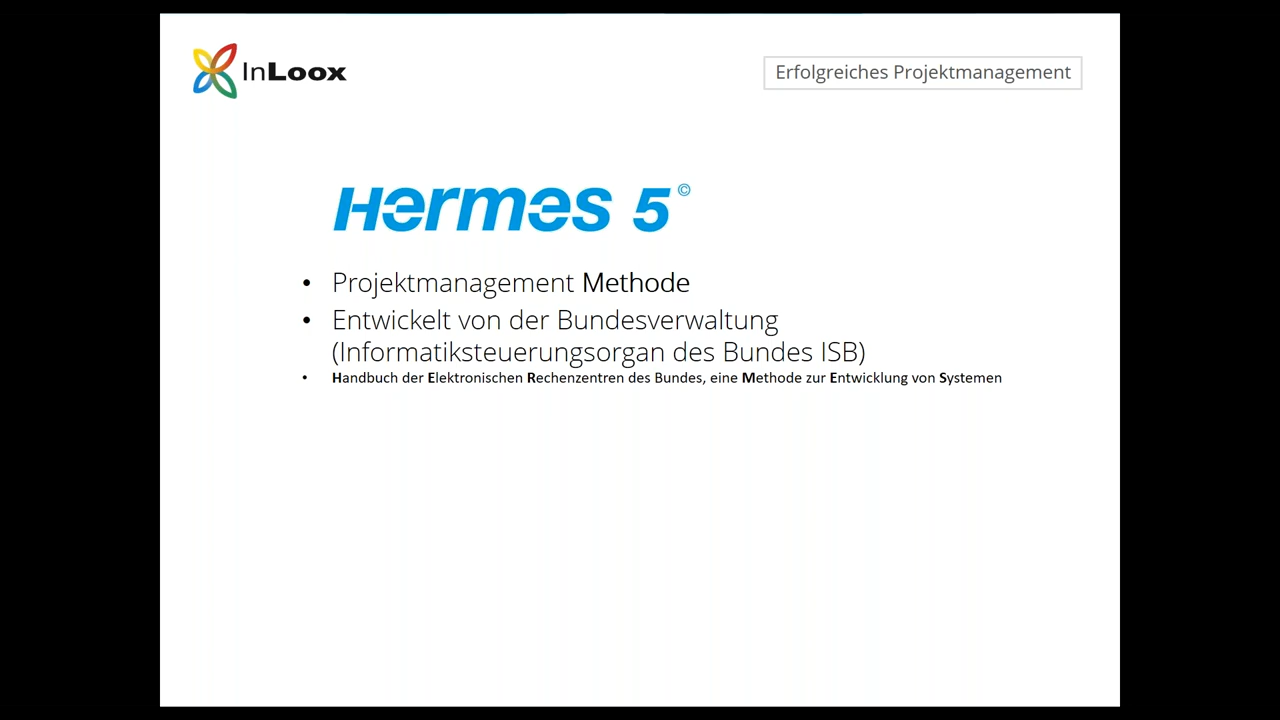 InLoox
Erfolgreiches Projektmanagement
Hermes 5 ©
• Projektmanagement Methode
• Entwickelt von der Bundesverwaltung
(Informatiksteuerungsorgan des Bundes ISB)
• Handbuch der Elektronischen Rechenzentren des Bundes, eine Methode zur Entwicklung von Systemen